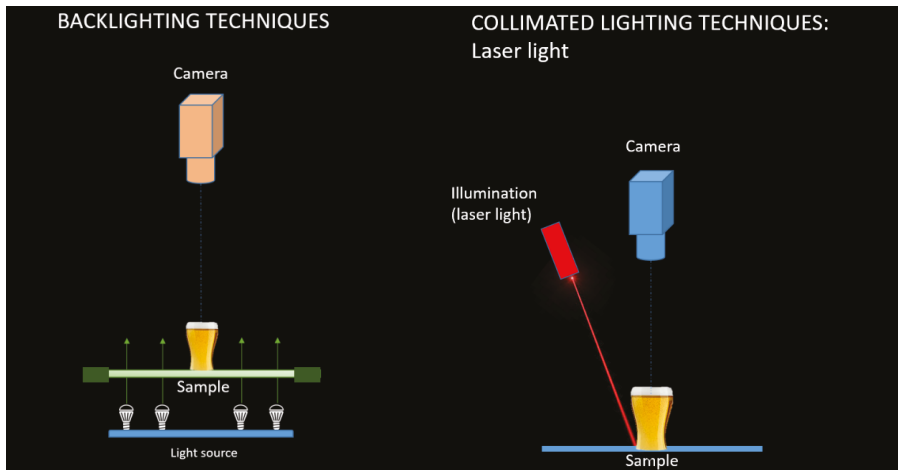 BACKLIGHTING TECHNIQUES
Camera
Sample
Light source
COLLIMATED LIGHTING TECHNIQUES:
Laser light
Camera
Illumination
(laser light)
Sample